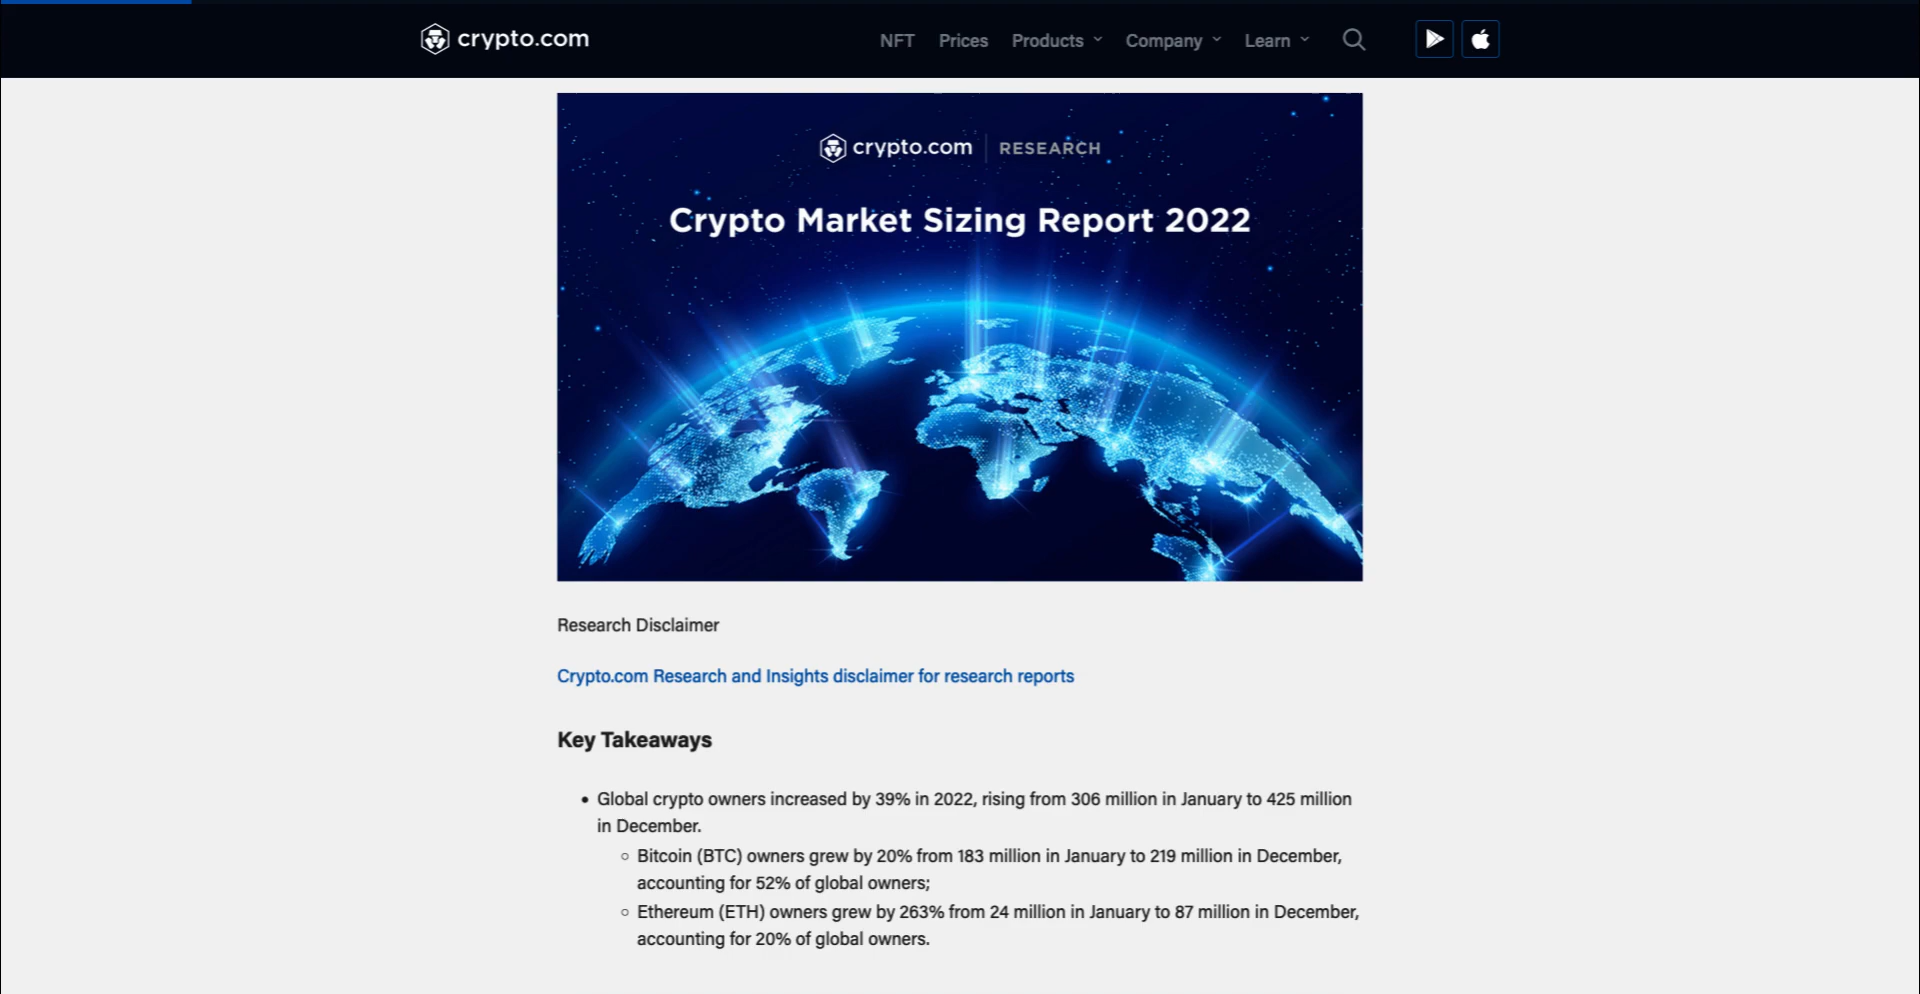 crypto.com
NFT Prices Products Company Learn
crypto.com RESEARCH
Crypto Market Sizing Report 2022
Research Disclaimer
Crypto.com Research and Insights disclaimer for research reports
Key Takeaways
• Global crypto owners increased by 39% in 2022, rising from 306 million in January to 425 million
in December.
○ Bitcoin (BTC) owners grew by 20% from 183 million in January to 219 million in December,
accounting for 52% of global owners;
○ Ethereum (ETH) owners grew by 263% from 24 million in January to 87 million in December,
accounting for 20% of global owners.